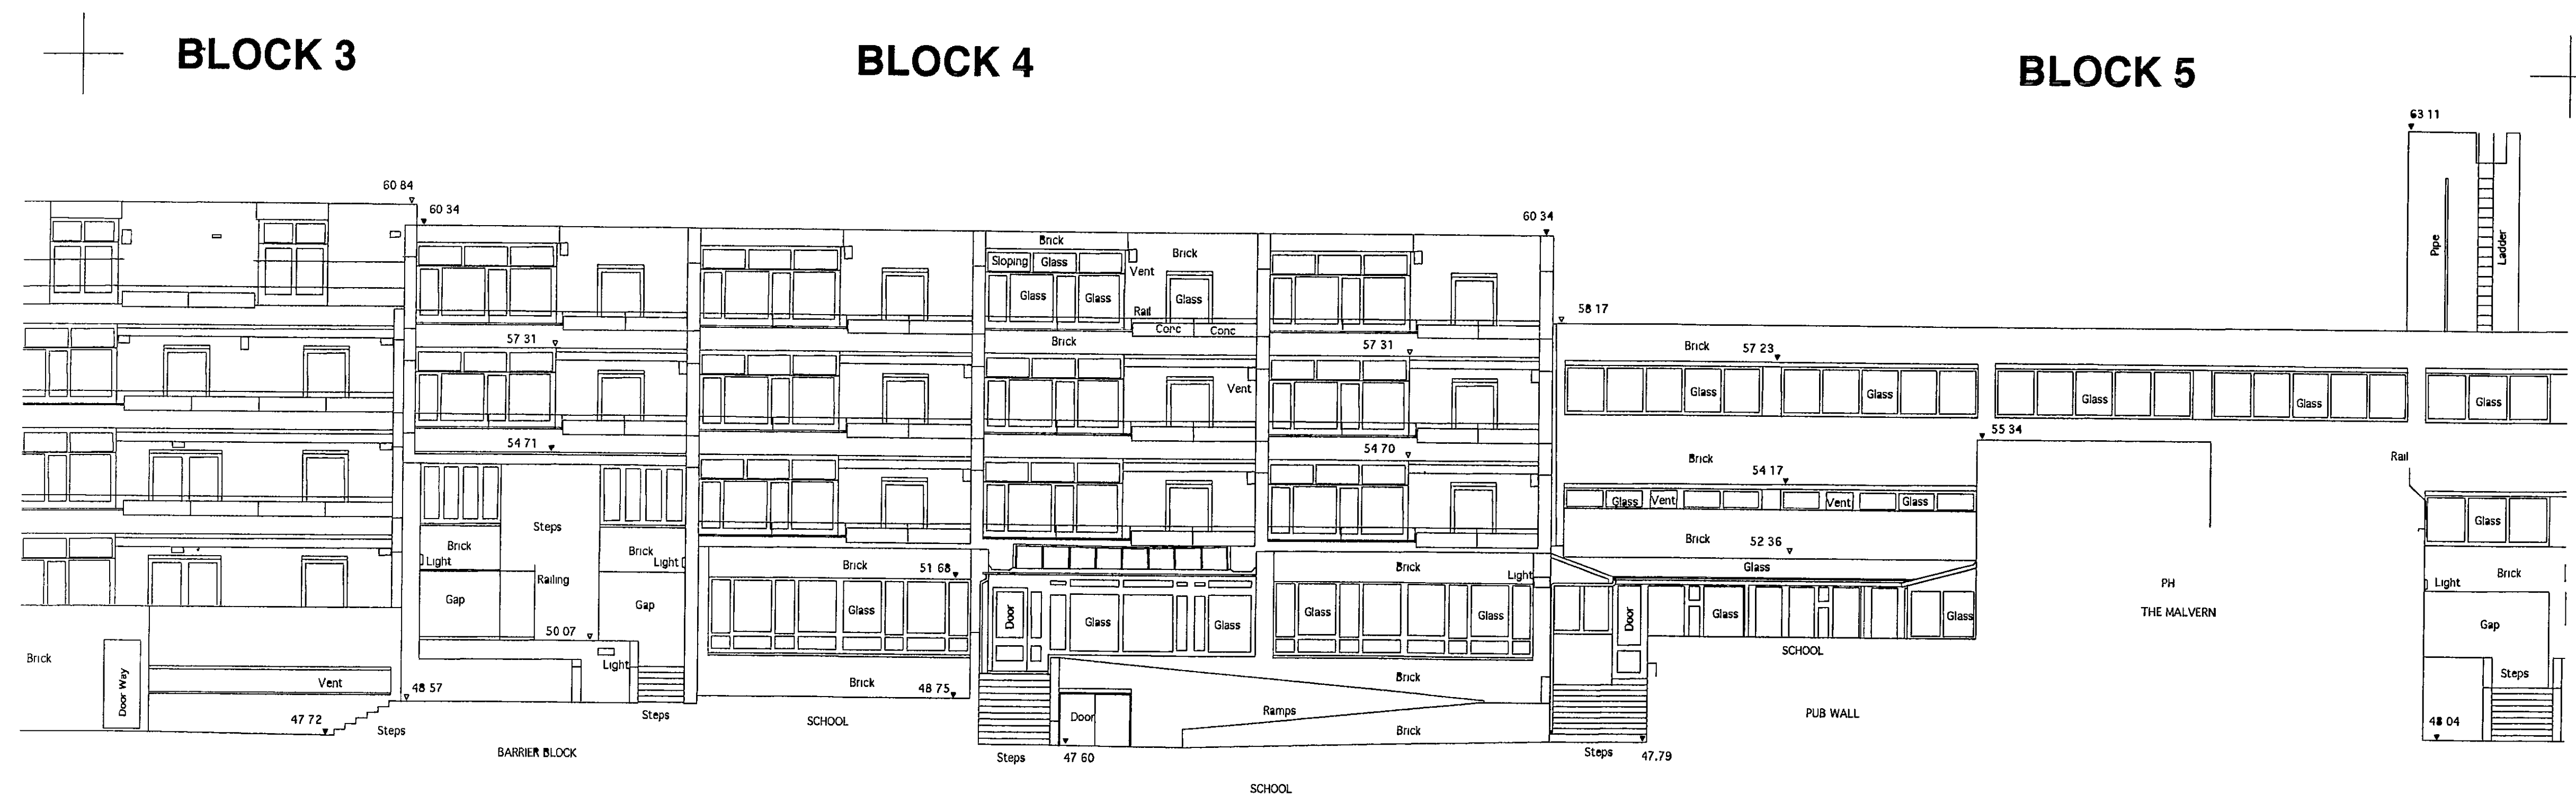 BLOCK 3
BLOCK 4
BLOCK 5
63 11
60 84
60 34
60 34
Brick
Brick
Sloping Glass
Vent
Glass
Glass
Glass
Rail
Conc Conc
Pipe
Ladder
58 17
57 31
Brick
57 31
Brick
57 23
Vent
Glass
Glass
Glass
Glass
Glass
54 71
54 70
55 34
Brick
Rail
54 17
Glass
Vent
Vent
Glass
Steps
Glass
Brick
Brick
Brick
52 36
Light
Light
Brick
51 68
Brick
Light
Glass
Brick
Railing
PH
Light
Gap
Gap
Glass
Door
Glass
Glass
Glass
Glass
Door
Glass
Glass
THE MALVERN
Gap
50 07
Brick
Light
SCHOOL
Door Way
Vent
48 57
Brick
48 75
Brick
Steps
47 72
Steps
Steps
SCHOOL
Door
Ramps
Brick
PUB WALL
48 04
BARRIER BLOCK
Steps
47 60
Steps
47.79
SCHOOL